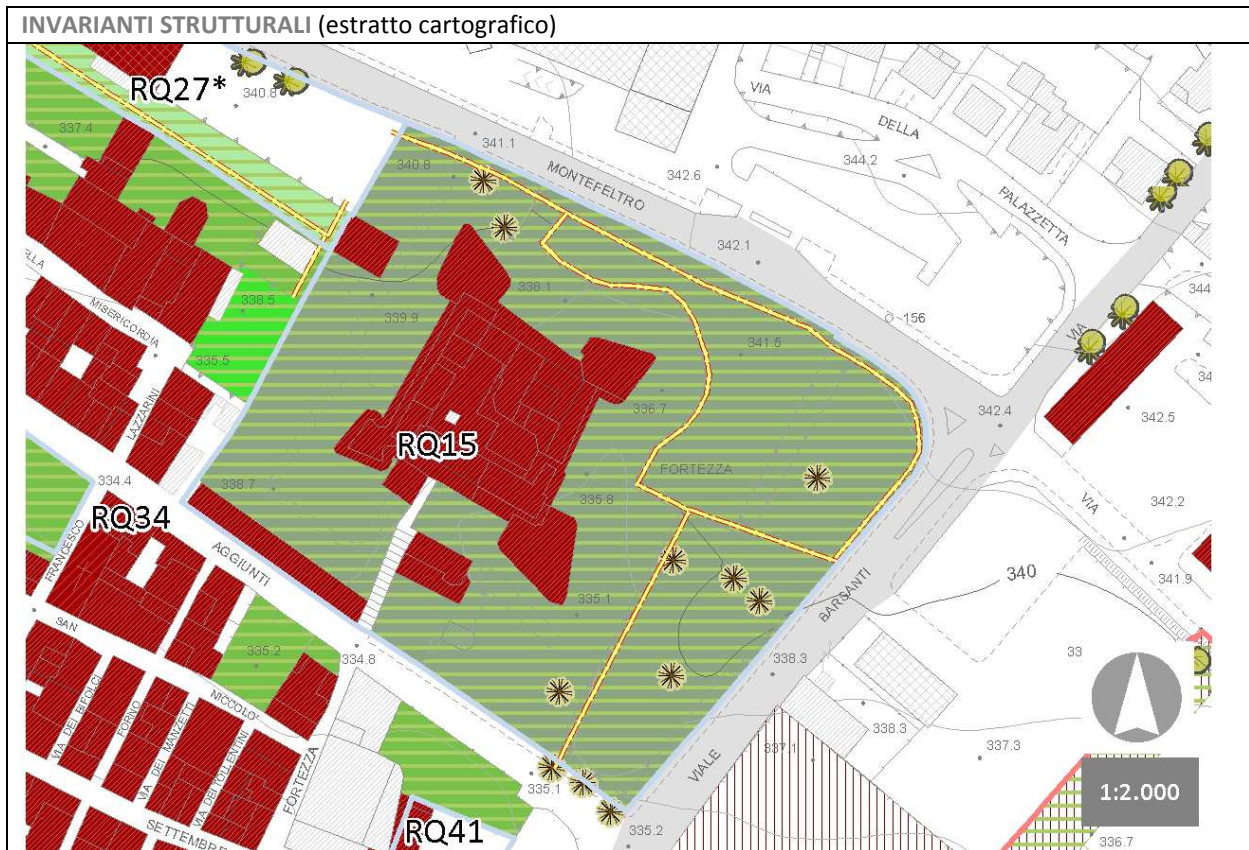 INVARIANTI STRUTTURALI (estratto cartografico)
RQ27*
340.8
337.4
341.1
340.8
MONTEFELTRO
342.6
VIA
DELLA
344.2
PALAZZETTA
342.1
338.1
338.5
339.9
MISERICORDIA
335.5
341.5
156
VIA
344
342.4
342.5
336.7
LAZZARINI
RQ15
FORTEZZA
334.4
338.7
335.8
VIA
342.2
RQ34
FRANCESCO
AGGIUNTI
BARSANTI
340
341.9
335.1
SAN
335.2
334.8
338.3
33
NICCOLO'
VIA DEI BIFOLCI
FORNO
VIA DEI MANZETTI
VIA DEI TOLLENTINI
FORTEZZA
338.3
337.1
337.3
VIALE
335.1
1:2.000
SETTEMBRE
RQ41
335.2
336.7